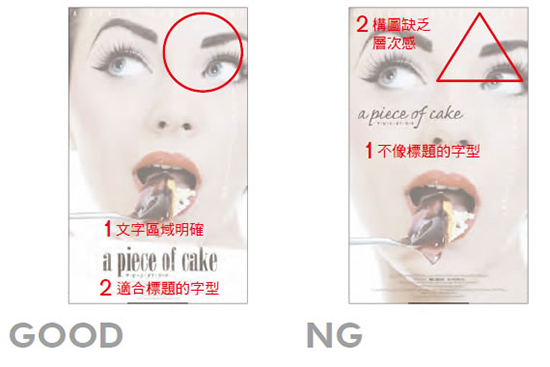 1 文字區域明確
a piece of cake
2 適合標題的字型
GOOD
2 構圖缺乏
層次感
a piece of cake
1 不像標題的字型
NG